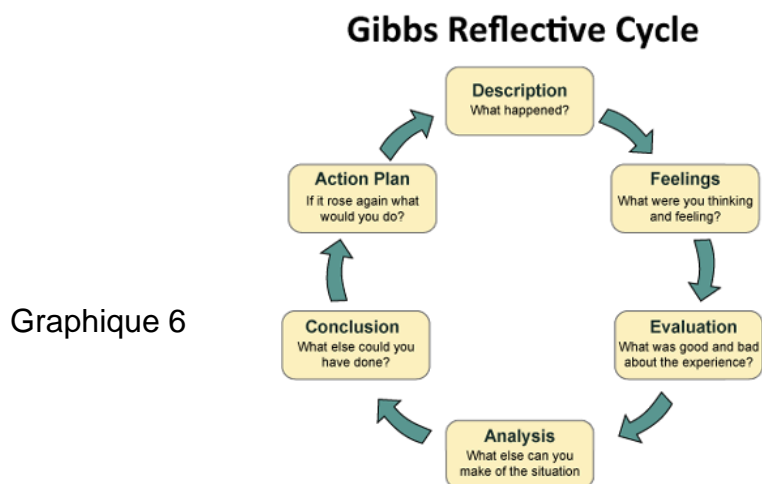 Gibbs Reflective Cycle
Description
What happened?
Feelings
What were you thinking
and feeling?
Evaluation
What was good and bad
about the experience?
Analysis
What else can you
make of the situation
Conclusion
What else could you
have done?
Action Plan
If it rose again what
would you do?
Graphique 6